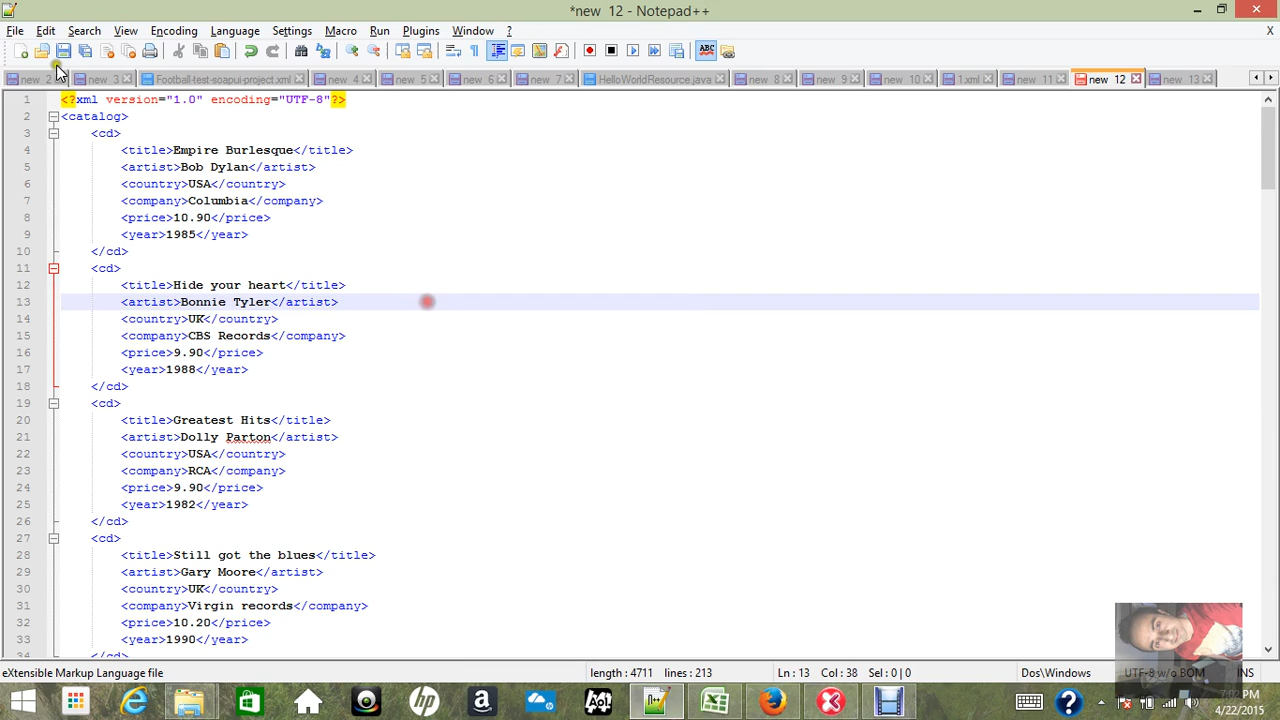 *new 12 - Notepad++
File Edit Search View Encoding Language Settings Macro Run Plugins Window ? X
ABC
new 2 new 3 Football-test-soapui-project.xml new 4 new 5 new 6 new 7 HelloWorldResource.java new 8 new new 10 1.xml new 11 new 12 new 13
1 <?xml version="1.0" encoding="UTF-8"?>
2 <catalog>
3 <cd>
4 <title>Empire Burlesque</title>
5 <artist>Bob Dylan</artist>
6 <country>USA</country>
7 <company>Columbia</company>
8 <price>10.90</price>
9 <year>1985</year>
10 </cd>
11 <cd>
12 <title>Hide your heart</title>
13 <artist>Bonnie Tyler</artist>
14 <country>UK</country>
15 <company>CBS Records</company>
16 <price>9.90</price>
17 <year>1988</year>
18 </cd>
19 <cd>
20 <title>Greatest Hits</title>
21 <artist>Dolly Parton</artist>
22 <country>USA</country>
23 <company>RCA</company>
24 <price>9.90</price>
25 <year>1982</year>
26 </cd>
27 <cd>
28 <title>Still got the blues</title>
29 <artist>Gary Moore</artist>
30 <country>UK</country>
31 <company>Virgin records</company>
32 <price>10.20</price>
33 <year>1990</year>
34 </cd>
eXtensible Markup Language file length : 4711 lines : 213 Ln : 13 Col : 38 Sel : 0 | 0 Dos\Windows UTF-8 w/o BOM INS
hp a Aol
7:02 PM
4/22/2015